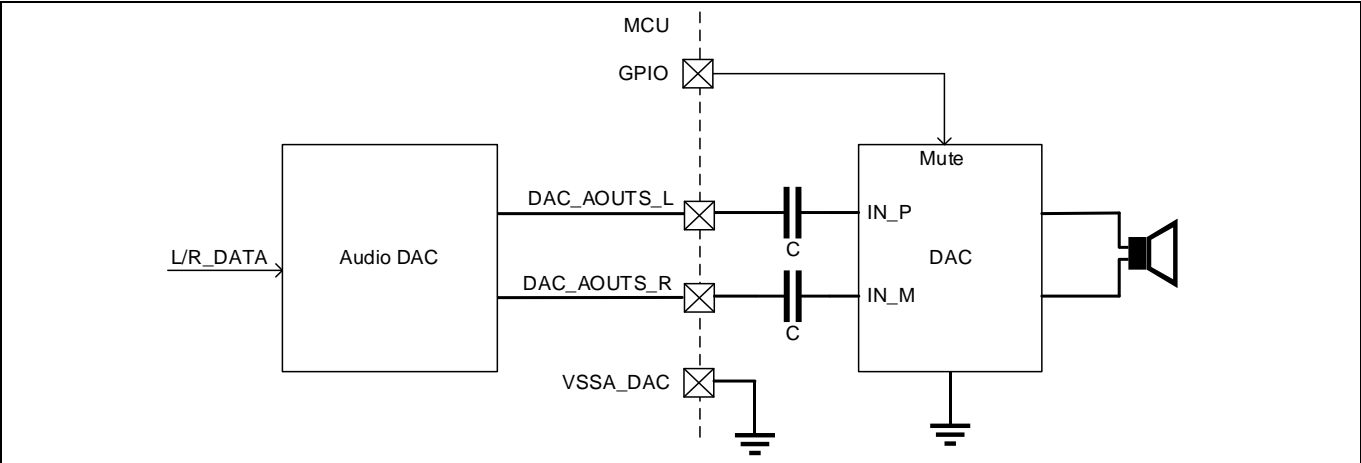 MCU
GPIO
Mute
DAC_AOUTS_L
IN_P
C
L/R_DATA
Audio DAC
DAC
DAC_AOUTS_R
IN_M
C
VSSA_DAC